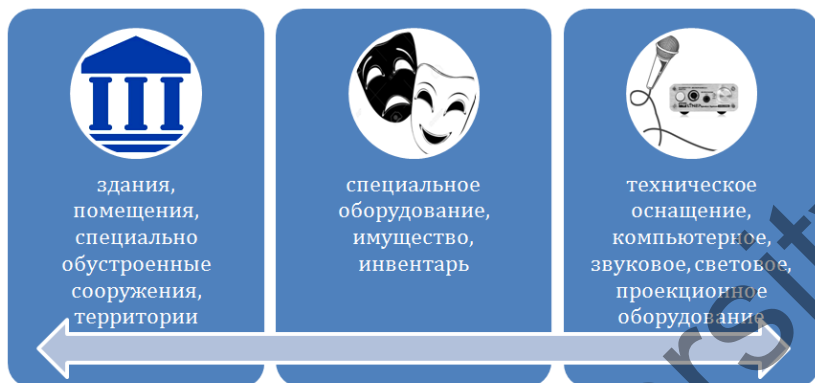 здания,
помещения,
специально
обустроенные
сооружения,
территории
специальное
оборудование,
имущество,
инвентарь
техническое
оснащение,
компьютерное,
звуковое, световое,
проекционное
оборудование